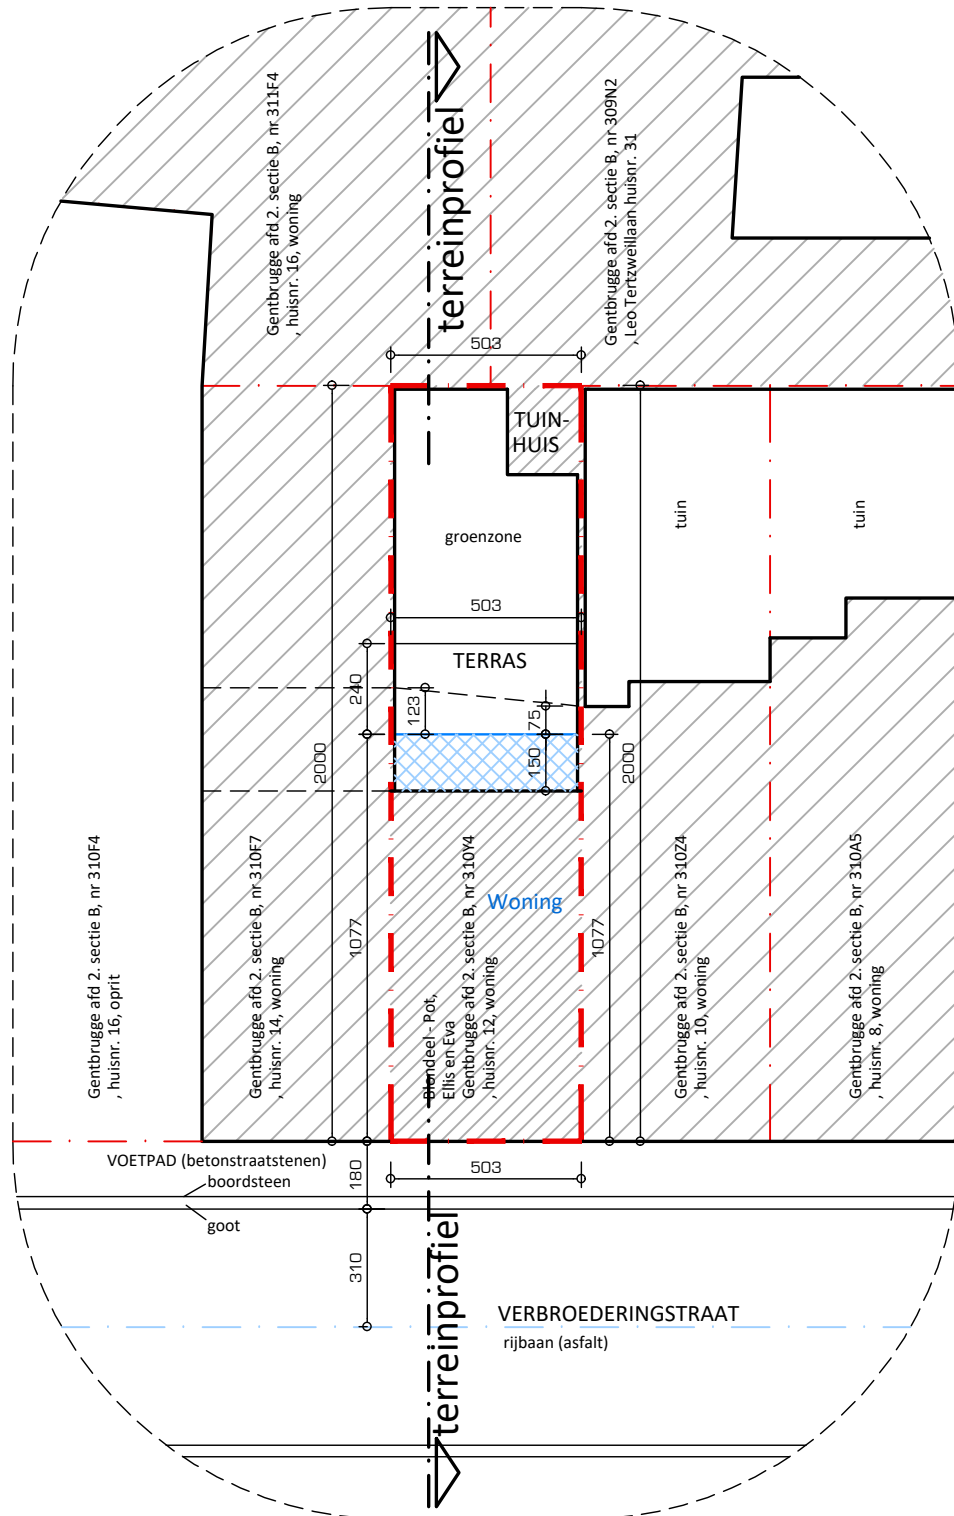 Gentbrugge afd 2. sectie B, nr 311F4
, huisnr. 16, woning
terreinprofiel
Gentbrugge afd 2. sectie B, nr 309N2
, Leo Tertzweillaan huisnr. 31
503
TUIN-
HUIS
groenzone
tuin
tuin
503
TERRAS
240
123
75
150
2000
2000
Gentbrugge afd 2. sectie B, nr 310F4
, huisnr. 16, oprit
Gentbrugge afd 2. sectie B, nr 310F7
, huisnr. 14, woning
1077
Woning
Blondeel - Pot,
Ellis en Eva
Gentbrugge afd 2. sectie B, nr 310Y4
, huisnr. 12, woning
1077
Gentbrugge afd 2. sectie B, nr 310Z4
, huisnr. 10, woning
Gentbrugge afd 2. sectie B, nr 310A5
, huisnr. 8, woning
VOETPAD (betonstraatstenen)
boordsteen
goot
180
503
310
terreinprofiel
VERBROEDERINGSTRAAT
rijbaan (asfalt)